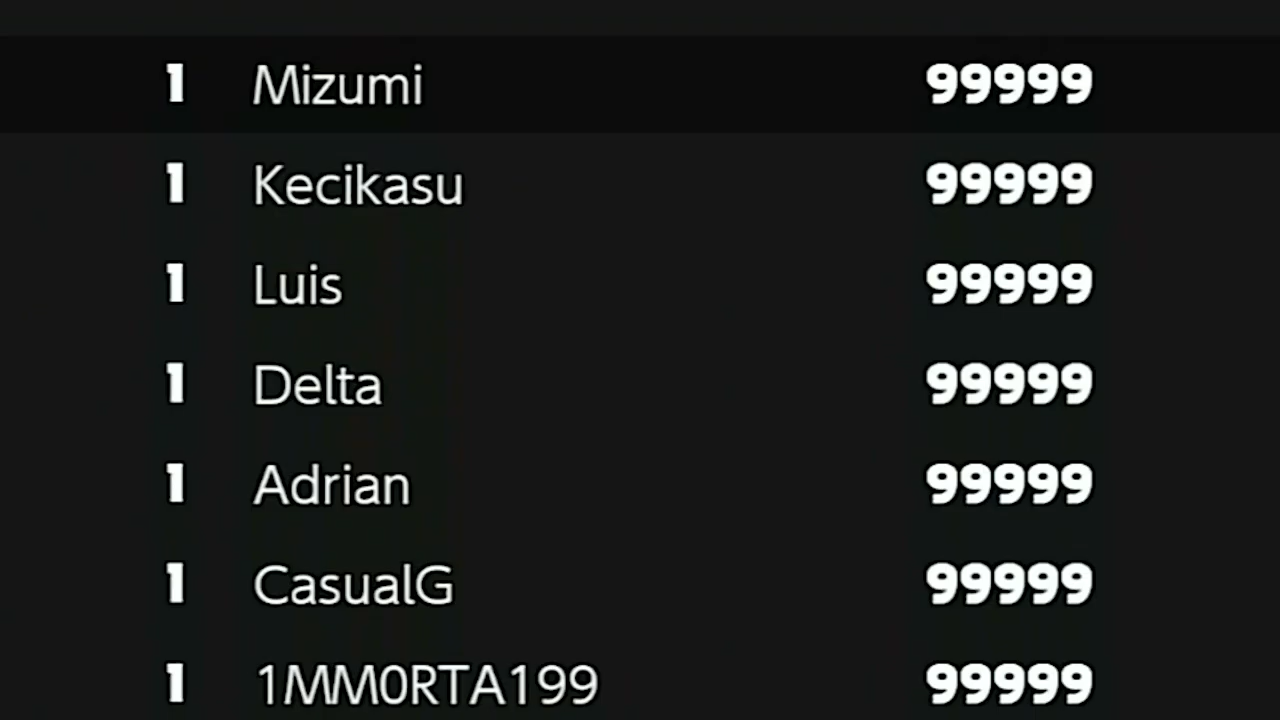 1 Mizumi 99999
1 Kecikasu 99999
1 Luis 99999
1 Delta 99999
1 Adrian 99999
1 CasualG 99999
1 1MM0RTA199 99999